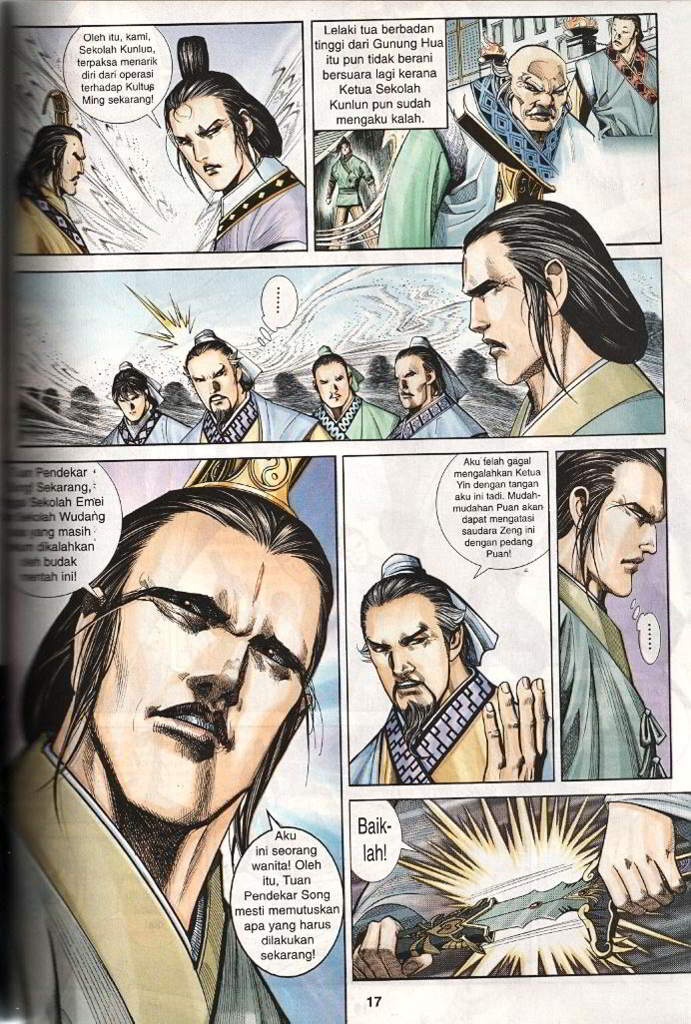 Oleh itu, kami,
Sekolah Kunlun,
terpaksa menarik
diri dari operasi
terhadap Kultus
Ming sekarang!
Lelaki tua berbadan
tinggi dari Gunung Hua
itu pun tidak berani
bersuara lagi kerana
Ketua Sekolah
Kunlun pun sudah
mengaku kalah.
.....
Tuan Pendekar
Sekarang,
Sekolah Emei
Wudang
yang masih
dikalahkan
oleh budak
mentah ini!
Aku
ini seorang
wanita! Oleh
itu, Tuan
Pendekar Song
mesti memutuskan
apa yang harus
dilakukan
sekarang!
Aku telah gagal
mengalahkan Ketua
Yin dengan tangan
aku ini tadi. Mudah-
mudahan Puan akan
dapat mengatasi
saudara Zeng ini
dengan pedang
Puan!
.....
Baik-
lah!
17